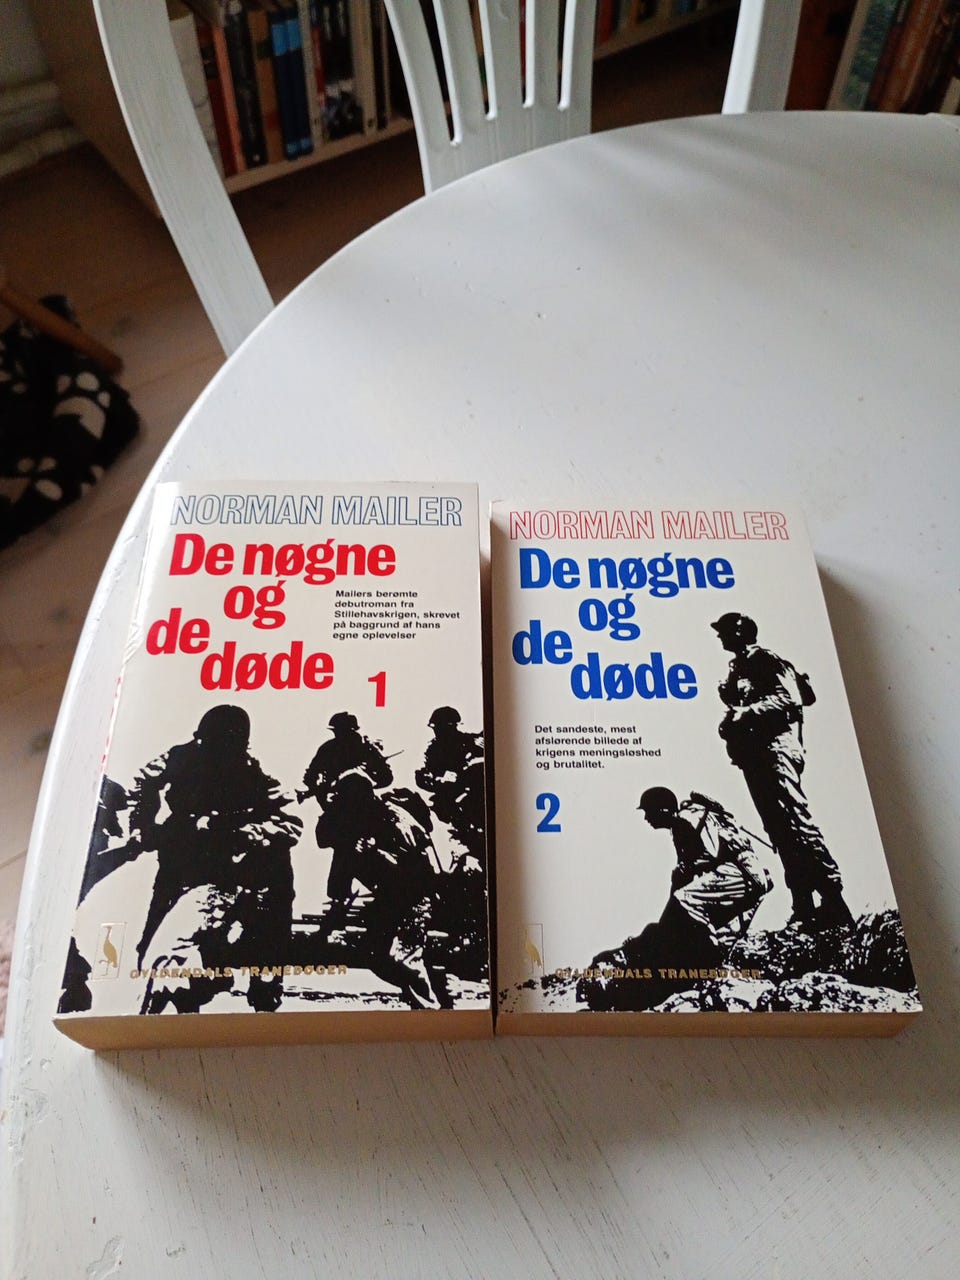 NORMAN MAILER
De nøgne
og
de
døde
Mailers berømte
debutroman fra
Stillehavskrigen, skrevet
på baggrund af hans
egne oplevelser
1
GYLDENDALS TRANEBØGER
NORMAN MAILER
De nøgne
og
de
døde
Det sandeste, mest
afslørende billede af
krigens meningsløshed
og brutalitet.
2
GYLDENDALS TRANEBØGER